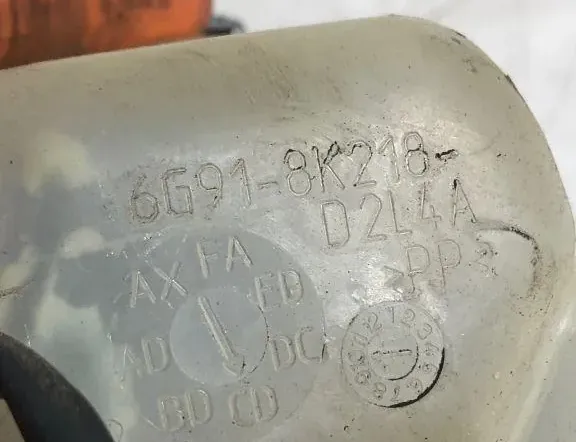 6G91-8K218-
D2L4A
>PP<
AX FA FD
AD DC
BD CD